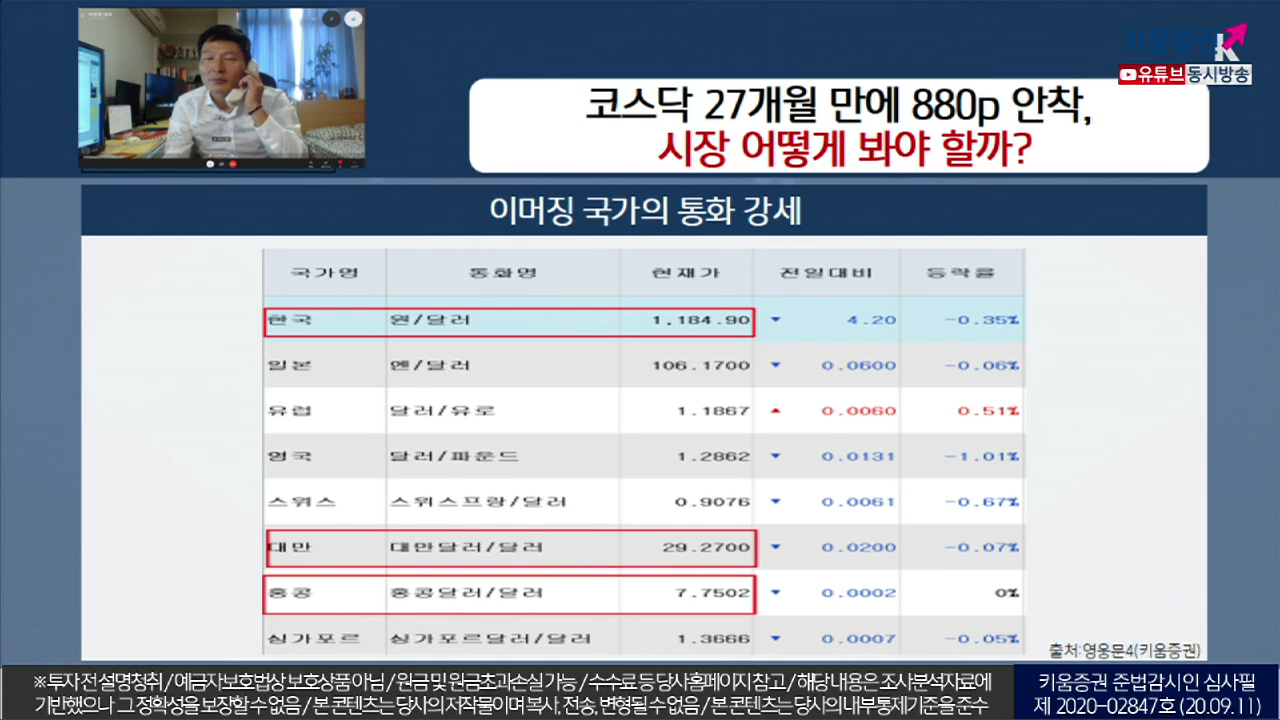 키움증권
유튜브 동시방송
코스닥 27개월 만에 880p 안착,
시장 어떻게 봐야 할까?
이머징 국가의 통화 강세
국가명 통화명 현재가 전일대비 등락률
한국 원/달러 1,184.90 ▼ 4.20 -0.35%
일본 엔/달러 106.1700 ▼ 0.0600 -0.06%
유럽 달러/유로 1.1867 ▲ 0.0060 0.51%
영국 달러/파운드 1.2862 ▼ 0.0131 -1.01%
스위스 스위스프랑/달러 0.9076 ▼ 0.0061 -0.67%
대만 대만달러/달러 29.2700 ▼ 0.0200 -0.07%
홍콩 홍콩달러/달러 7.7502 ▼ 0.0002 0%
싱가포르 싱가포르달러/달러 1.3666 ▼ 0.0007 -0.05%
출처:영웅문4(키움증권)
※ 투자 전 설명청취 / 예금자보호법상 보호상품 아님 / 원금 및 원금초과손실 가능 / 수수료 등 당사홈페이지 참고 / 해당 내용은 조사분석자료에
기반했으나 그 정확성을 보장할 수 없음 / 본 콘텐츠는 당사의 저작물이며 복사, 전송, 변형될 수 없음 / 본 콘텐츠는 당사의 내부통제기준을 준수
키움증권 준법감시인 심사필
제 2020-02847호 (20.09.11)